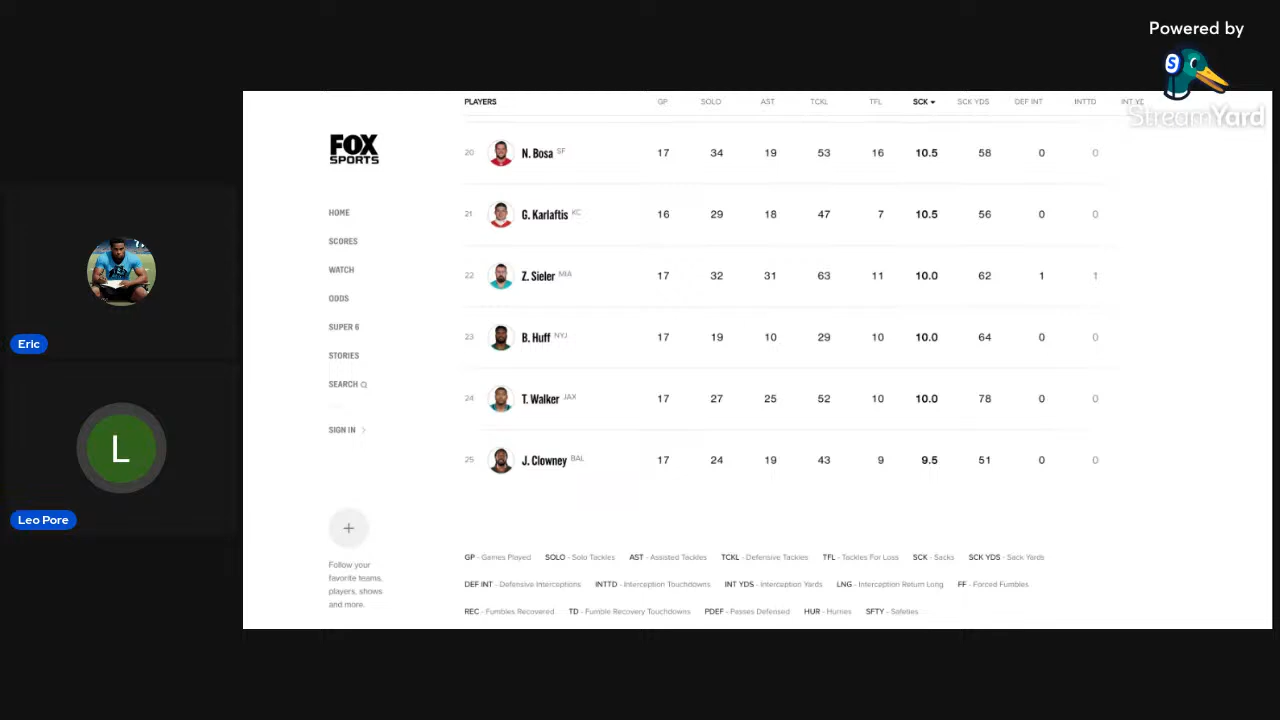 Powered by
S
StreamYard
PLAYERS GP SOLO AST TCKL TFL SCK SCK YDS DEF INT INTTD INT YD
FOX
SPORTS
20 N. Bosa SF 17 34 19 53 16 10.5 58 0 0
HOME
21 G. Karlaftis KC 16 29 18 47 7 10.5 56 0 0
SCORES
WATCH
22 Z. Sieler MIA 17 32 31 63 11 10.0 62 1 1
ODDS
SUPER 6
23 B. Huff NYJ 17 19 10 29 10 10.0 64 0 0
STORIES
SEARCH
24 T. Walker JAX 17 27 25 52 10 10.0 78 0 0
SIGN IN
25 J. Clowney BAL 17 24 19 43 9 9.5 51 0 0
Eric
L
Leo Pore
Follow your
favorite teams,
players, shows
and more.
GP - Games Played SOLO - Solo Tackles AST - Assisted Tackles TCKL - Defensive Tackles TFL - Tackles For Loss SCK - Sacks SCK YDS - Sack Yards
DEF INT - Defensive Interceptions INTTD - Interception Touchdowns INT YDS - Interception Yards LNG - Interception Return Long FF - Forced Fumbles
REC - Fumbles Recovered TD - Fumble Recovery Touchdowns PDEF - Passes Defensed HUR - Hurries SFTY - Safeties